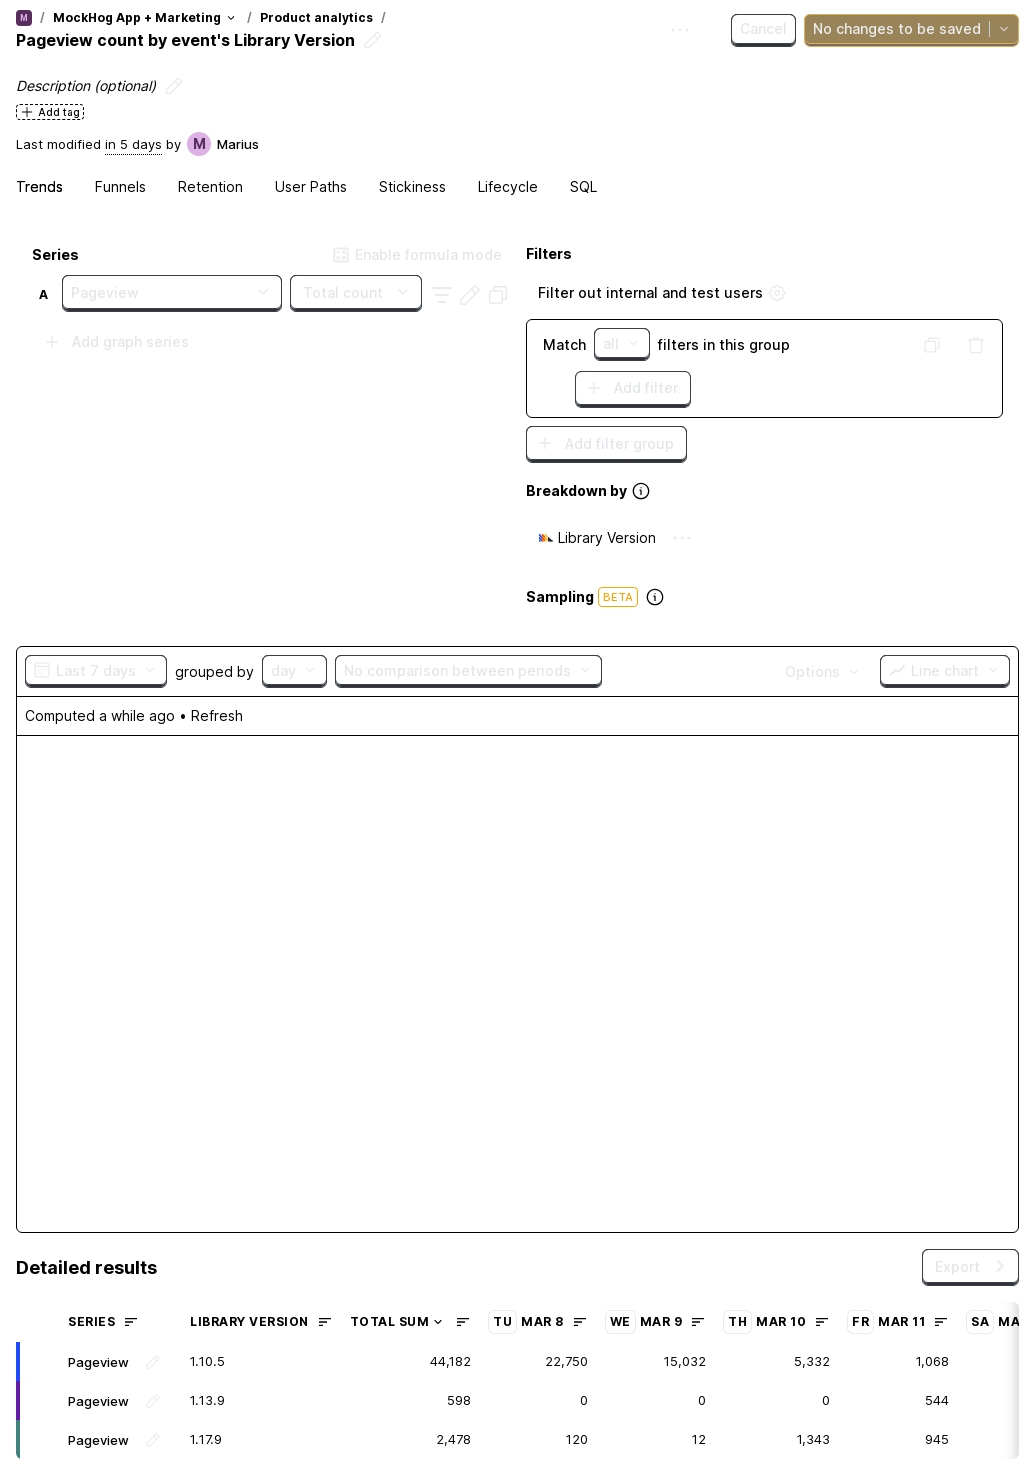 M / MockHog App + Marketing / Product analytics /
Pageview count by event's Library Version
Cancel
No changes to be saved
Description (optional)
Add tag
Last modified in 5 days by M Marius
Trends Funnels Retention User Paths Stickiness Lifecycle SQL
Series
Enable formula mode
A Pageview Total count
Add graph series
Filters
Filter out internal and test users
Match all filters in this group
Add filter
Add filter group
Breakdown by
Library Version
Sampling BETA
Last 7 days grouped by day No comparison between periods Options Line chart
Computed a while ago • Refresh
Detailed results
Export
SERIES LIBRARY VERSION TOTAL SUM TU MAR 8 WE MAR 9 TH MAR 10 FR MAR 11 SA MA
Pageview 1.10.5 44,182 22,750 15,032 5,332 1,068
Pageview 1.13.9 598 0 0 0 544
Pageview 1.17.9 2,478 120 12 1,343 945